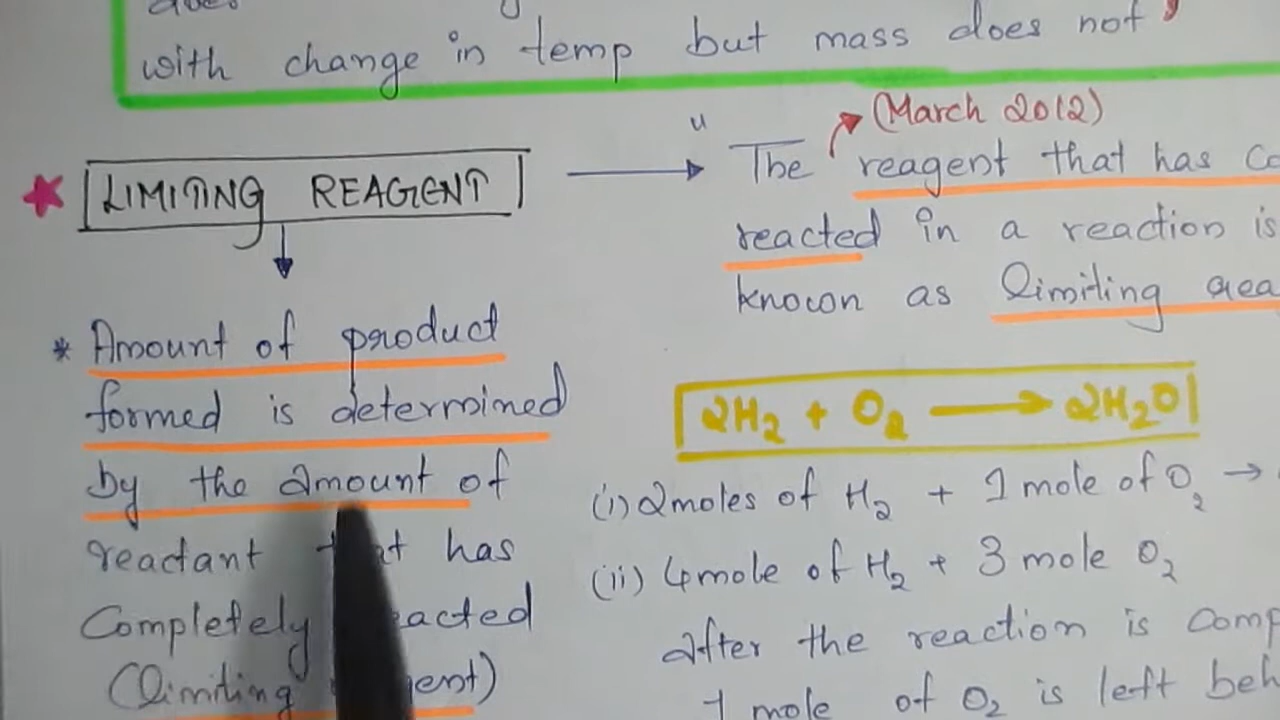 with change in temp but mass does not
(March 2012)
LIMITING REAGENT
The reagent that has
reacted in a reaction is
known as limiting
* Amount of product
formed is determined
by the amount of
reactant has
Completely
(limiting
2H₂ + O₂ → 2H₂O
(i) 2moles of H₂ + 1 mole of O₂ →
(ii) 4mole of H₂ + 3 mole O₂
after the reaction is
1 mole of O₂ is left